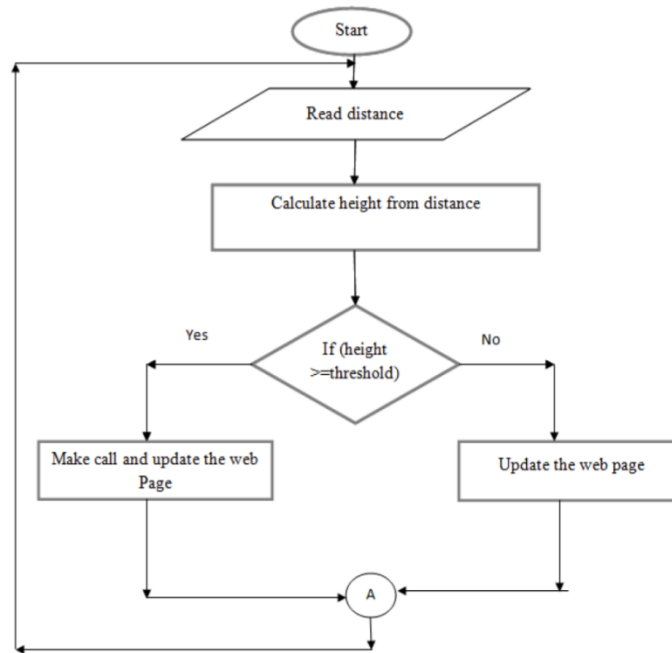 Start
Read distance
Calculate height from distance
If (height
>=threshold)
Yes
No
Make call and update the web
Page
Update the web page
A